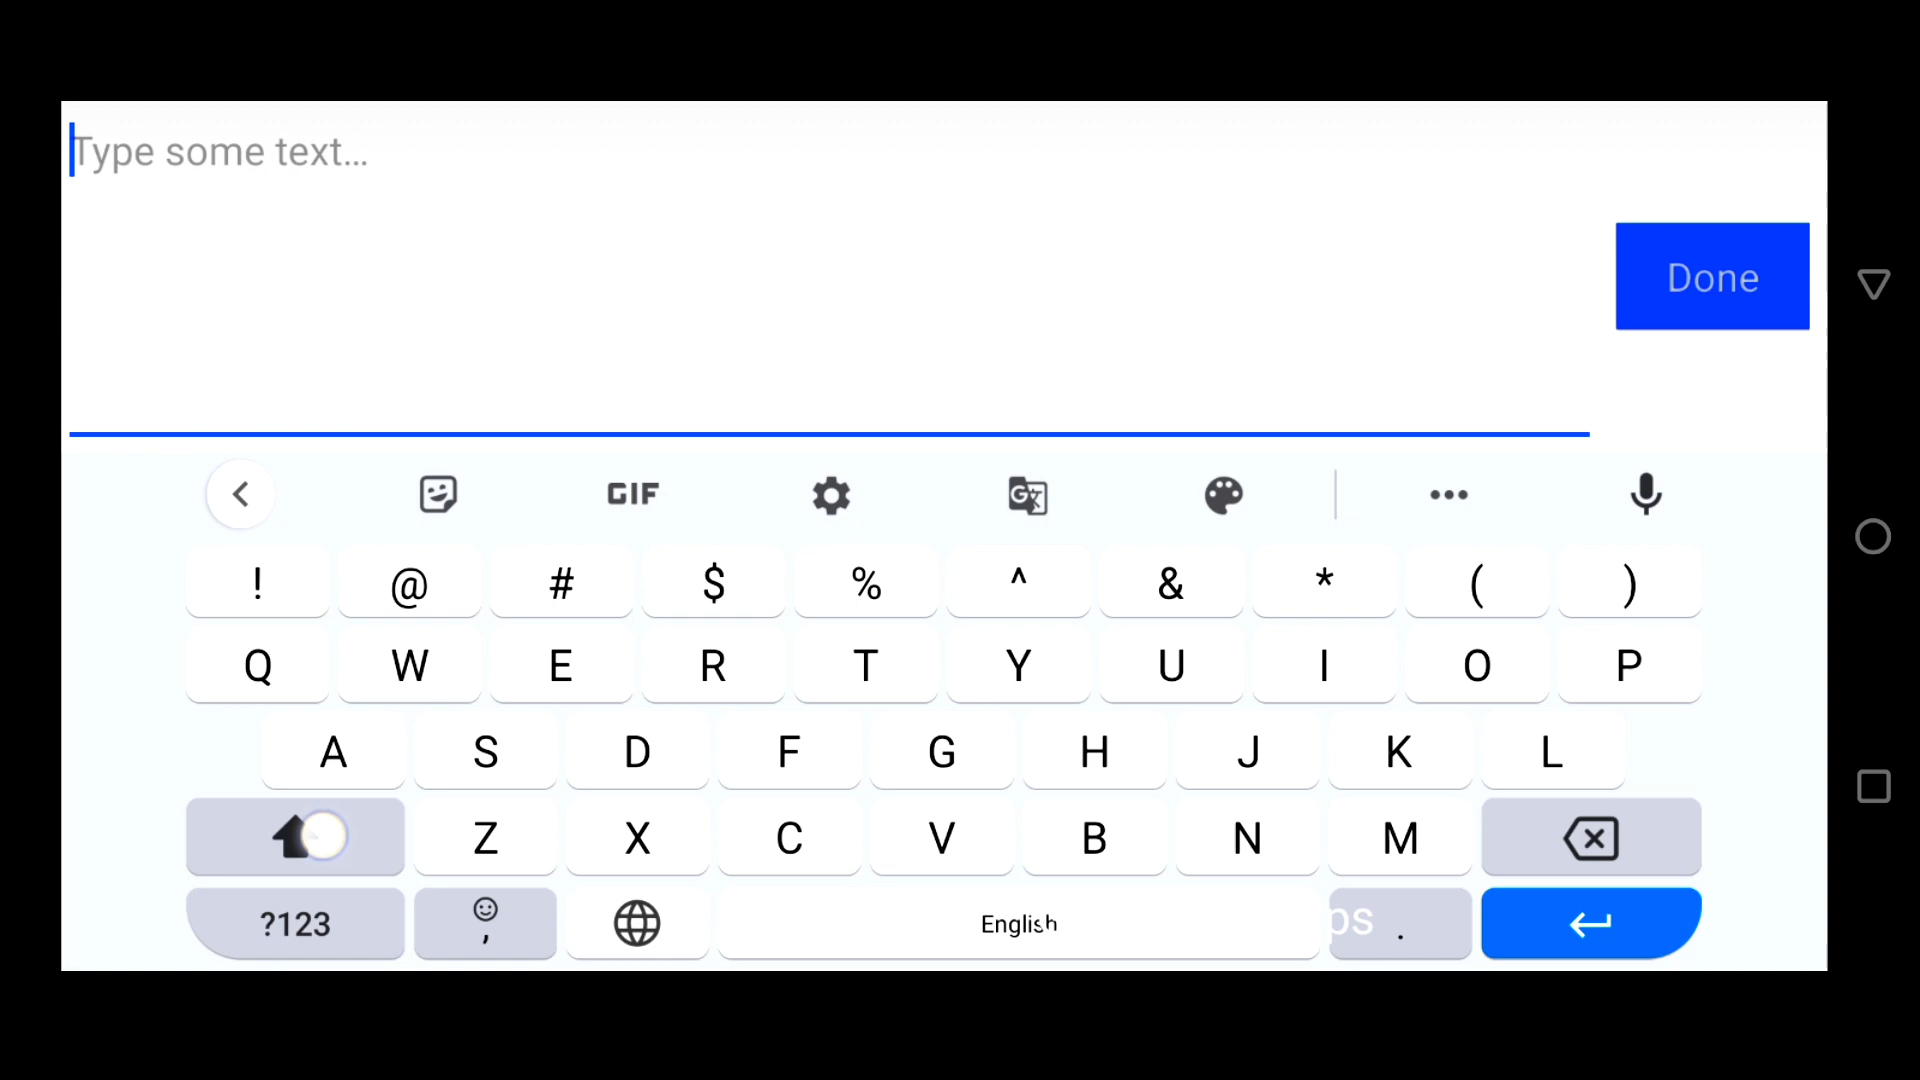 Type some text...
Done
GIF
! @ # $ % ^ & * ( )
Q W E R T Y U I O P
A S D F G H J K L
Z X C V B N M
?123 , English .